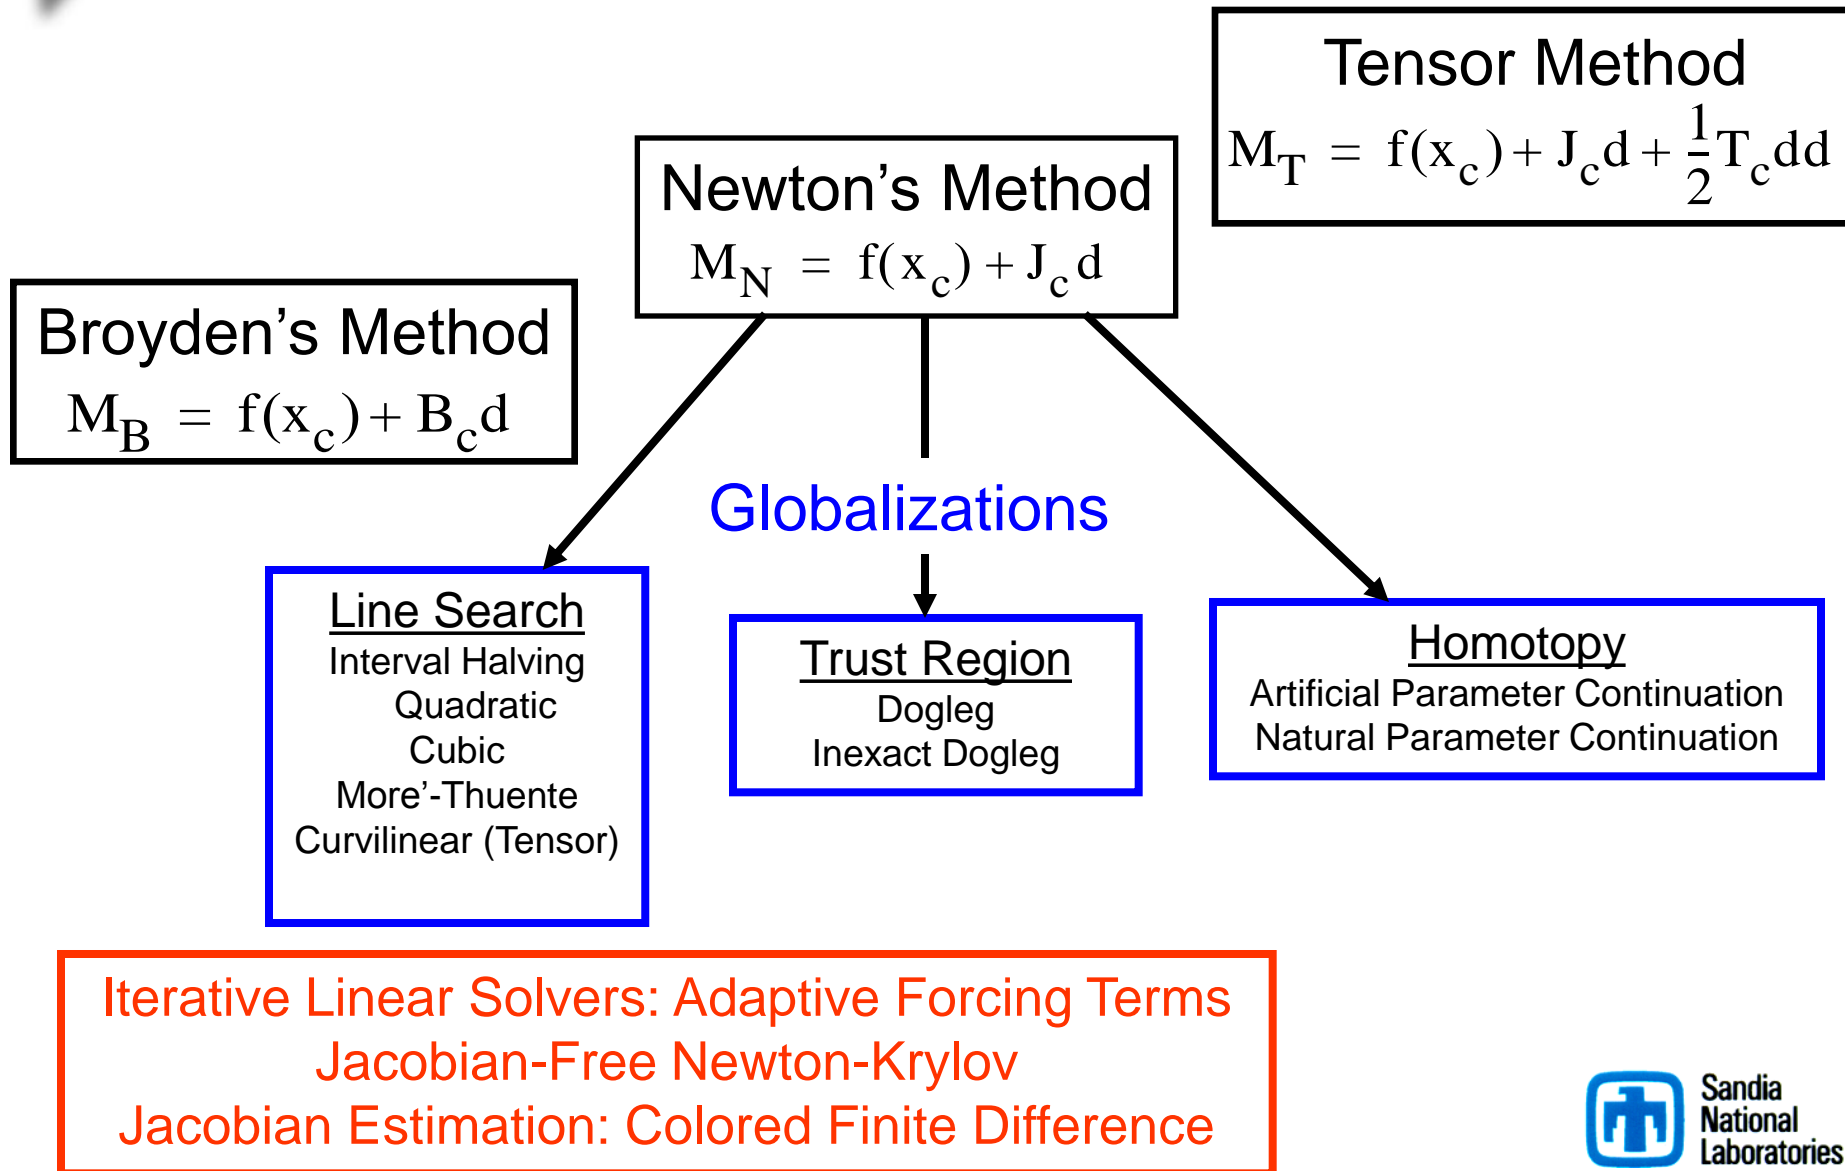 Tensor Method
M_T = f(x_c) + J_c d + 1/2 T_c dd
Newton’s Method
M_N = f(x_c) + J_c d
Broyden’s Method
M_B = f(x_c) + B_c d
Globalizations
Line Search
Interval Halving
Quadratic
Cubic
More’-Thuente
Curvilinear (Tensor)
Trust Region
Dogleg
Inexact Dogleg
Homotopy
Artificial Parameter Continuation
Natural Parameter Continuation
Iterative Linear Solvers: Adaptive Forcing Terms
Jacobian-Free Newton-Krylov
Jacobian Estimation: Colored Finite Difference
Sandia
National
Laboratories